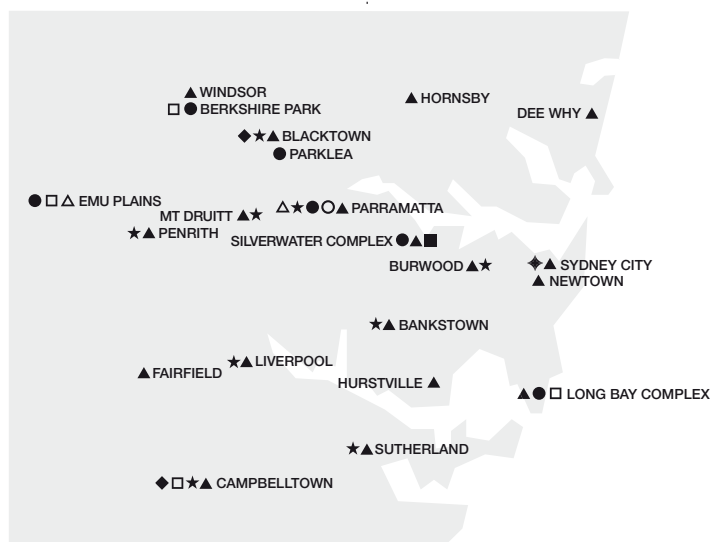 WINDSOR
HORNSBY
BERKSHIRE PARK
DEE WHY
BLACKTOWN
PARKLEA
EMU PLAINS
PARRAMATTA
MT DRUITT
PENRITH
SILVERWATER COMPLEX
BURWOOD
SYDNEY CITY
NEWTOWN
BANKSTOWN
LIVERPOOL
FAIRFIELD
HURSTVILLE
LONG BAY COMPLEX
SUTHERLAND
CAMPBELLTOWN